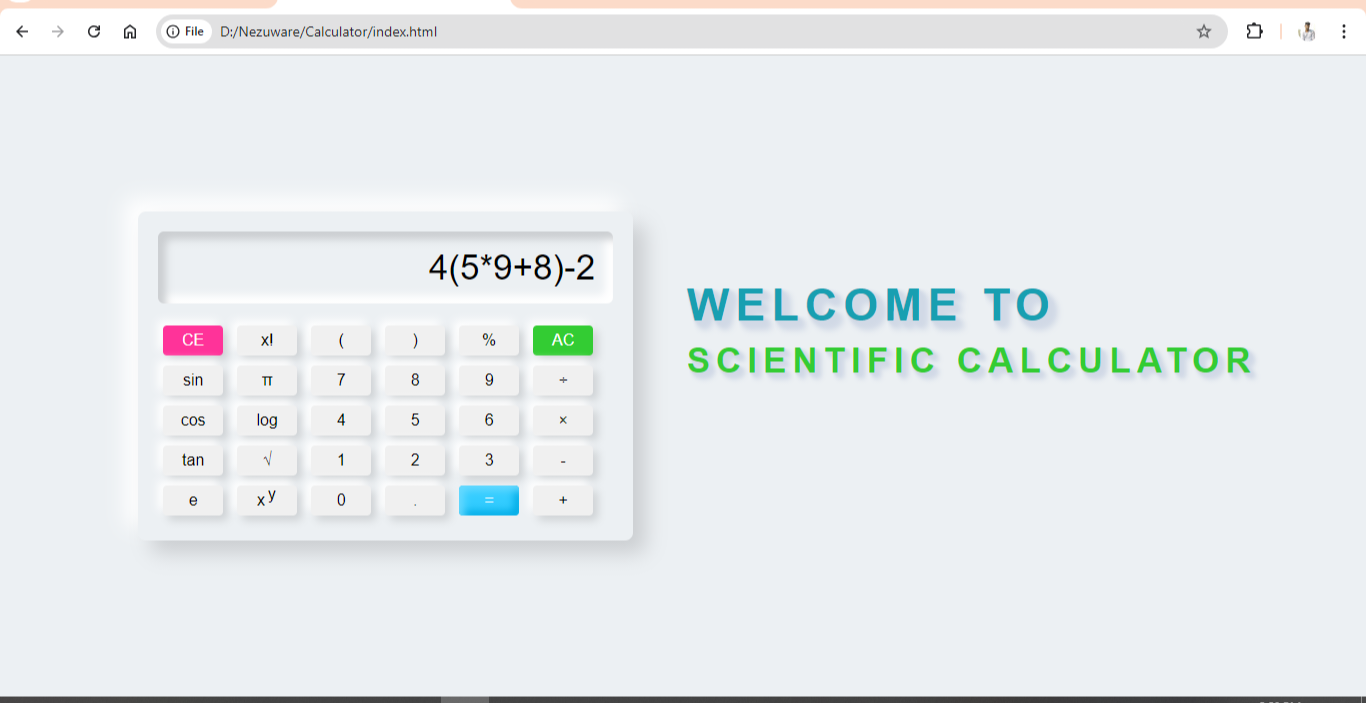 File D:/Nezuware/Calculator/index.html
4(5*9+8)-2
CE x! ( ) % AC
sin π 7 8 9 ÷
cos log 4 5 6 ×
tan √ 1 2 3 -
e x y 0 . = +
WELCOME TO
SCIENTIFIC CALCULATOR